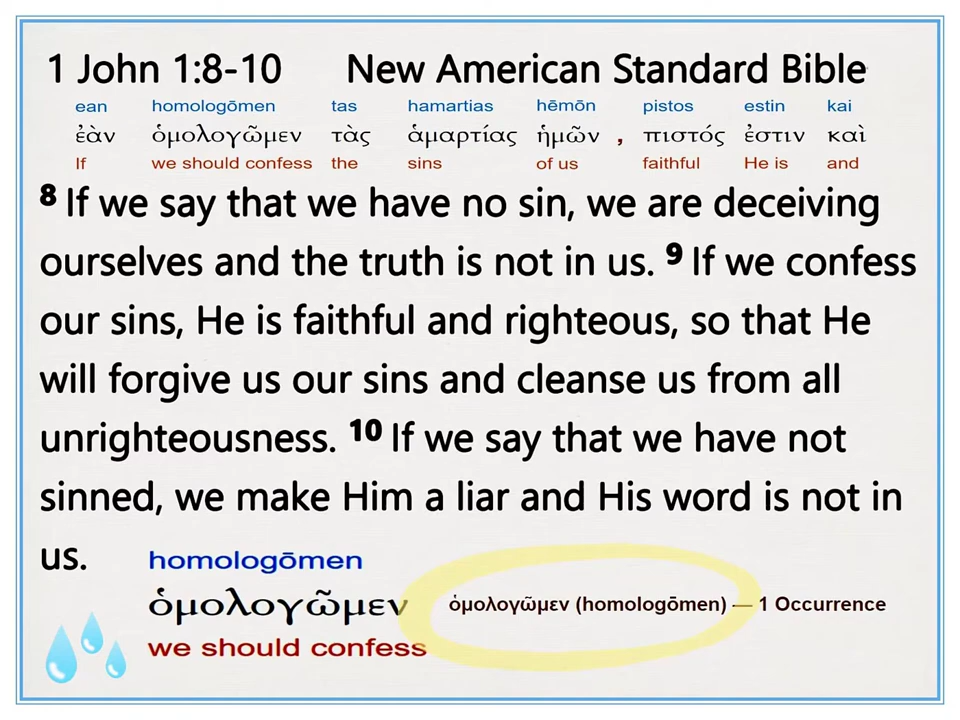 1 John 1:8-10 New American Standard Bible
ean homologōmen tas hamartias hēmōn pistos estin kai
ἐὰν ὁμολογῶμεν τὰς ἁμαρτίας ἡμῶν , πιστός ἐστιν καὶ
If we should confess the sins of us faithful He is and
8 If we say that we have no sin, we are deceiving
ourselves and the truth is not in us. 9 If we confess
our sins, He is faithful and righteous, so that He
will forgive us our sins and cleanse us from all
unrighteousness. 10 If we say that we have not
sinned, we make Him a liar and His word is not in
us.
homologōmen
ὁμολογῶμεν
we should confess
ὁμολογῶμεν (homologōmen) — 1 Occurrence